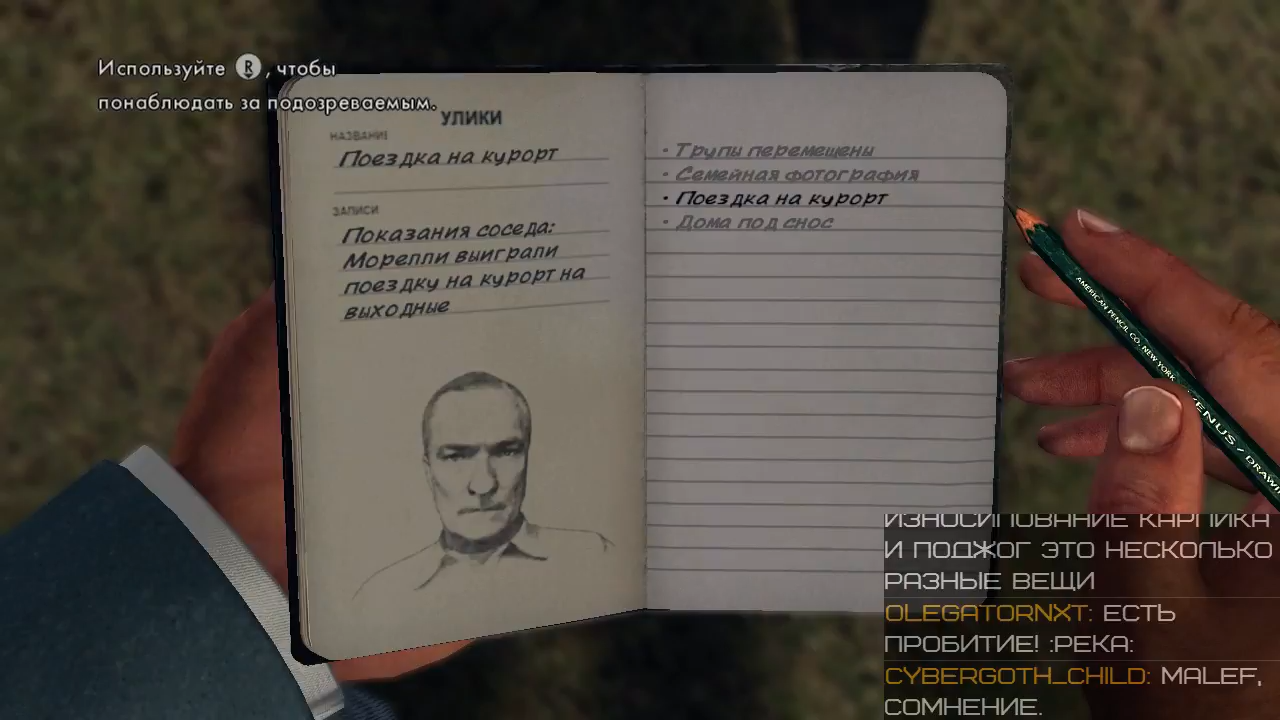 Используйте R, чтобы
понаблюдать за подозреваемым.
УЛИКИ
НАЗВАНИЕ
Поездка на курорт
ЗАПИСИ
Показания соседа:
Морелли выиграли
поездку на курорт на
выходные
• Трупы перемещены
• Семейная фотография
• Поездка на курорт
• Дома под снос
AMERICAN PENCIL CO. NEW YORK
VENUS / DRAWI
ИЗНОСИЛОВАНИЕ КАРЛИКА
И ПОДЖОГ ЭТО НЕСКОЛЬКО
РАЗНЫЕ ВЕЩИ
OLEGATORNXT: ЕСТЬ
ПРОБИТИЕ! :РЕКА:
CYBERGOTH_CHILD: MALEF,
СОМНЕНИЕ.